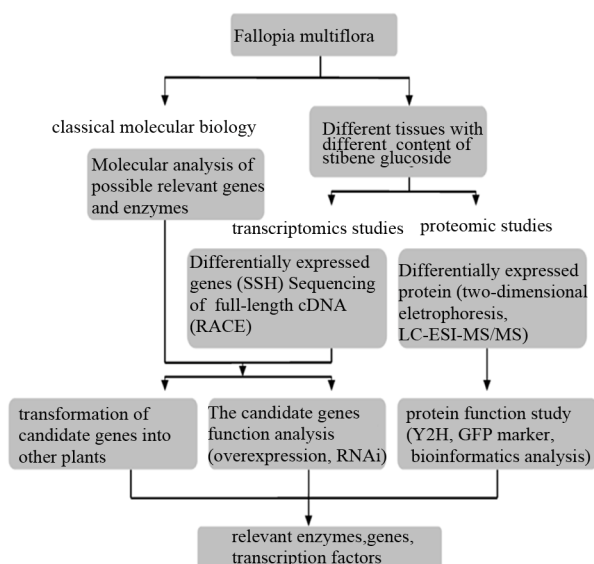 Fallopia multiflora
classical molecular biology
Different tissues with
different content of
stibene glucoside
Molecular analysis of
possible relevant genes
and enzymes
transcriptomics studies
proteomic studies
Differentially expressed
genes (SSH) Sequencing
of full-length cDNA
(RACE)
Differentially expressed
protein (two-dimensional
eletrophoresis,
LC-ESI-MS/MS)
transformation of
candidate genes into
other plants
The candidate genes
function analysis
(overexpression, RNAi)
protein function study
(Y2H, GFP marker,
bioinformatics analysis)
relevant enzymes,genes,
transcription factors